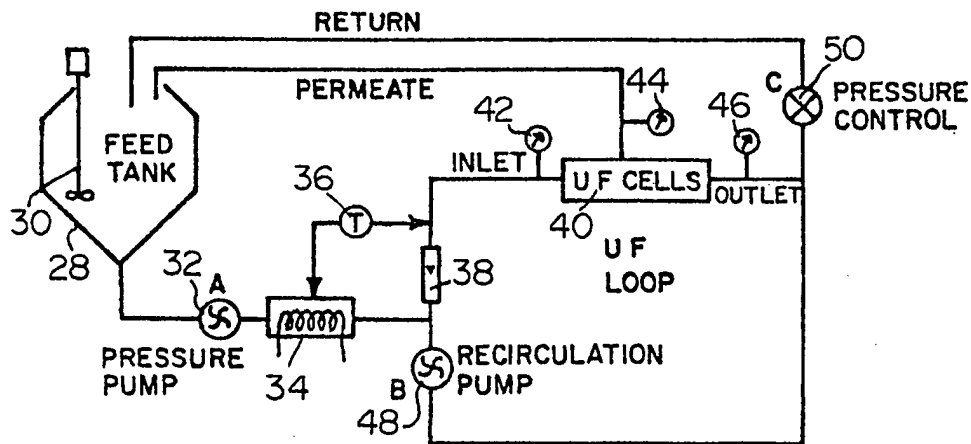 RETURN
50
C
PRESSURE
CONTROL
PERMEATE
44
42
46
FEED
TANK
INLET
U F CELLS
OUTLET
30
36
T
40
28
32
A
38
U F
LOOP
PRESSURE
PUMP
34
B
48
RECIRCULATION
PUMP